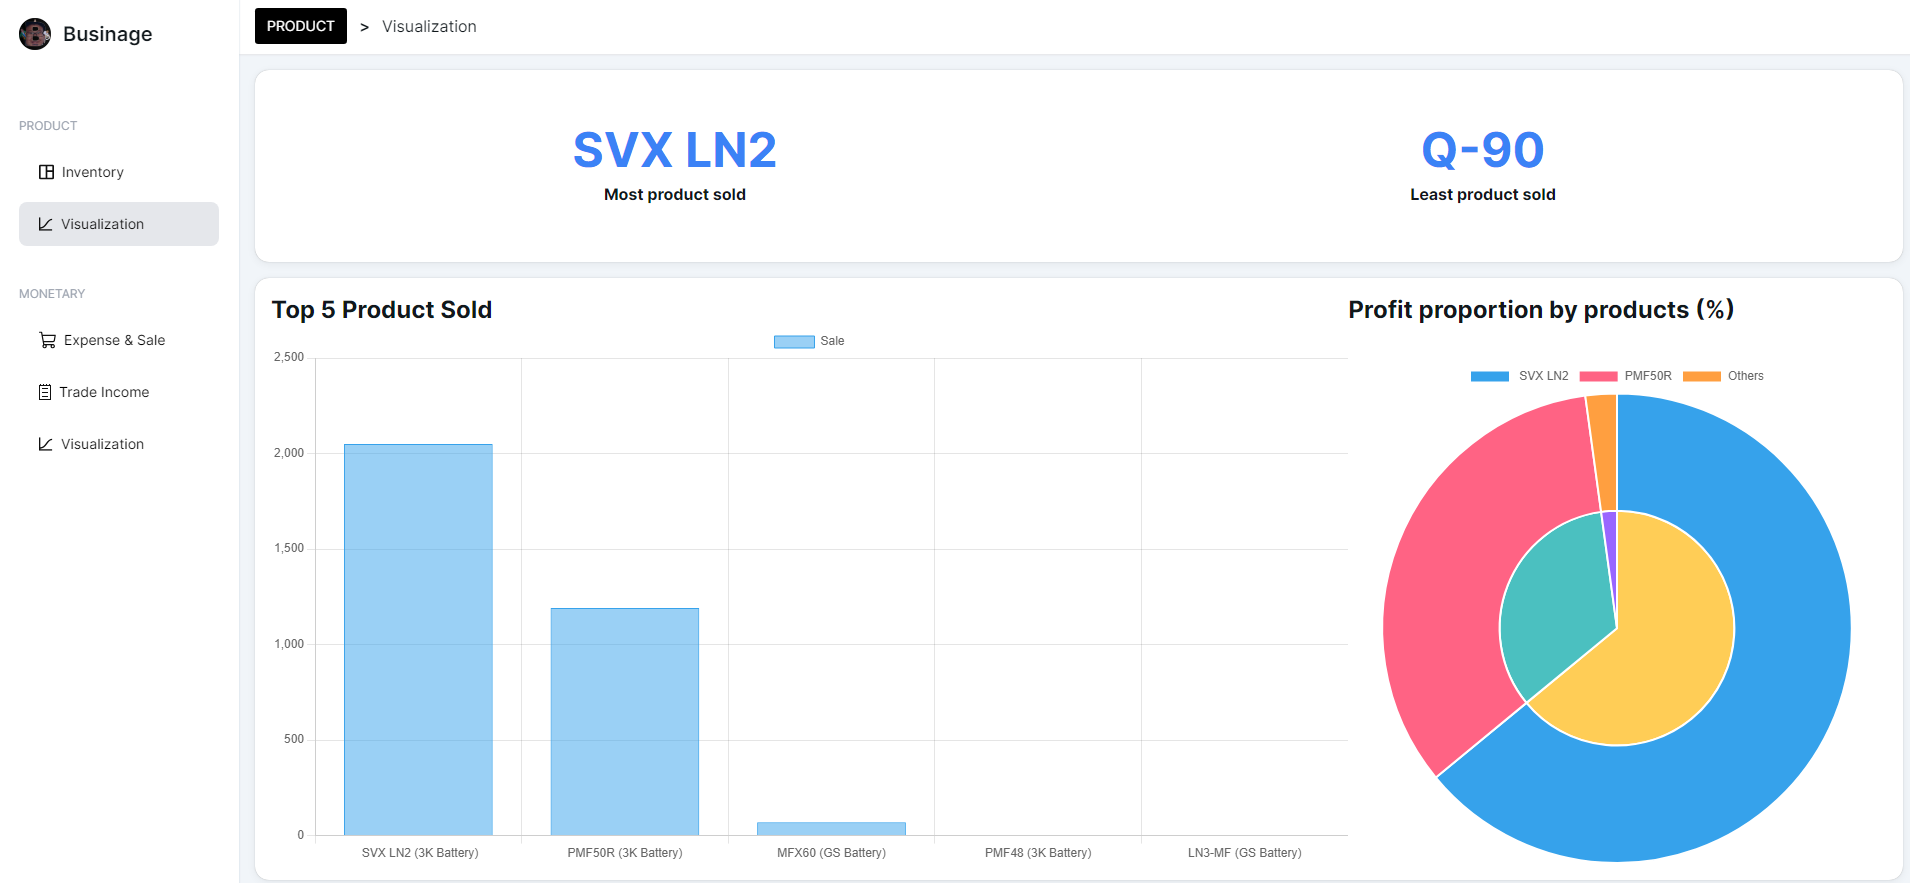 Businage
PRODUCT > Visualization
PRODUCT
Inventory
Visualization
MONETARY
Expense & Sale
Trade Income
Visualization
SVX LN2
Most product sold
Q-90
Least product sold
Top 5 Product Sold
Sale
2,500
2,000
1,500
1,000
500
0
SVX LN2 (3K Battery)
PMF50R (3K Battery)
MFX60 (GS Battery)
PMF48 (3K Battery)
LN3-MF (GS Battery)
Profit proportion by products (%)
SVX LN2
PMF50R
Others